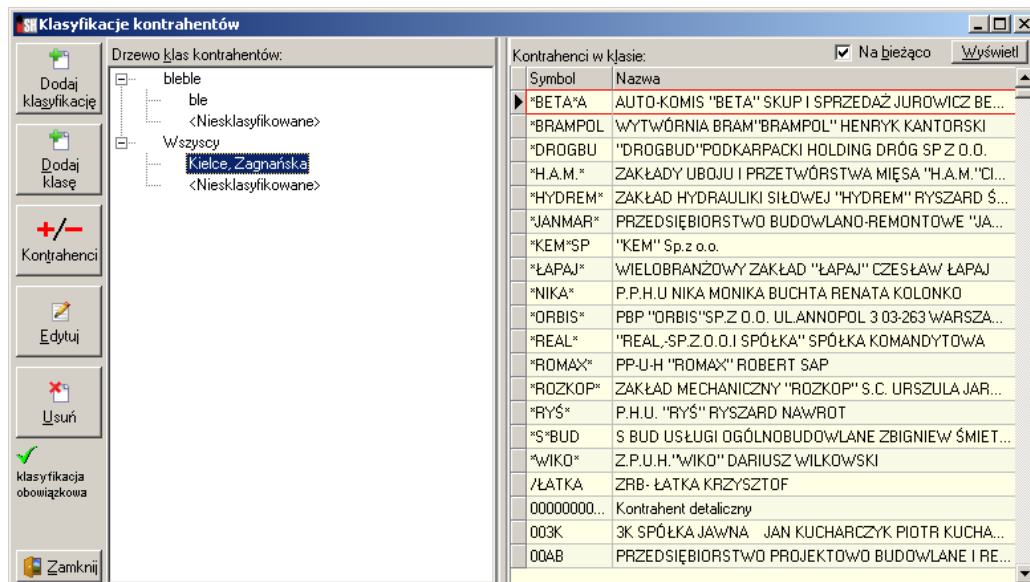 SH Klasyfikacje kontrahentów
Dodaj
klasyfikację
Dodaj
klasę
+/−
Kontrahenci
Edytuj
Usuń
klasyfikacja
obowiązkowa
Zamknij
Drzewo klas kontrahentów:
bleble
ble
<Niesklasyfikowane>
Wszyscy
Kielce, Zagnańska
<Niesklasyfikowane>
Kontrahenci w klasie:
Na bieżąco
Wyświetl
Symbol Nazwa
*BETA*A AUTO-KOMIS "BETA" SKUP I SPRZEDAŻ JUROWICZ BE...
*BRAMPOL WYTWÓRNIA BRAM"BRAMPOL" HENRYK KANTORSKI
*DROGBU "DROGBUD"PODKARPACKI HOLDING DRÓG SP Z O.O.
*H.A.M.* ZAKŁADY UBOJU I PRZETWÓRSTWA MIĘSA "H.A.M."CI...
*HYDREM* ZAKŁAD HYDRAULIKI SIŁOWEJ "HYDREM" RYSZARD Ś...
*JANMAR* PRZEDSIĘBIORSTWO BUDOWLANO-REMONTOWE "JA...
*KEM*SP "KEM" Sp.z o.o.
*ŁAPAJ* WIELOBRANŻOWY ZAKŁAD "ŁAPAJ" CZESŁAW ŁAPAJ
*NIKA* P.P.H.U NIKA MONIKA BUCHTA RENATA KOLONKO
*ORBIS* PBP "ORBIS"SP.Z O.O. UL.ANNOPOL 3 03-263 WARSZA...
*REAL* "REAL,-SP.Z.O.O.I SPÓŁKA" SPÓŁKA KOMANDYTOWA
*ROMAX* PP-U-H "ROMAX" ROBERT SAP
*ROZKOP* ZAKŁAD MECHANICZNY "ROZKOP" S.C. URSZULA JAR...
*RYŚ* P.H.U. "RYŚ" RYSZARD NAWROT
*S*BUD S BUD USŁUGI OGÓLNOBUDOWLANE ZBIGNIEW ŚMIET...
*WIKO* Z.P.U.H."WIKO" DARIUSZ WILKOWSKI
/ŁATKA ZRB- ŁATKA KRZYSZTOF
00000000... Kontrahent detaliczny
003K 3K SPÓŁKA JAWNA JAN KUCHARCZYK PIOTR KUCHA...
00AB PRZEDSIĘBIORSTWO PROJEKTOWO BUDOWLANE I RE...